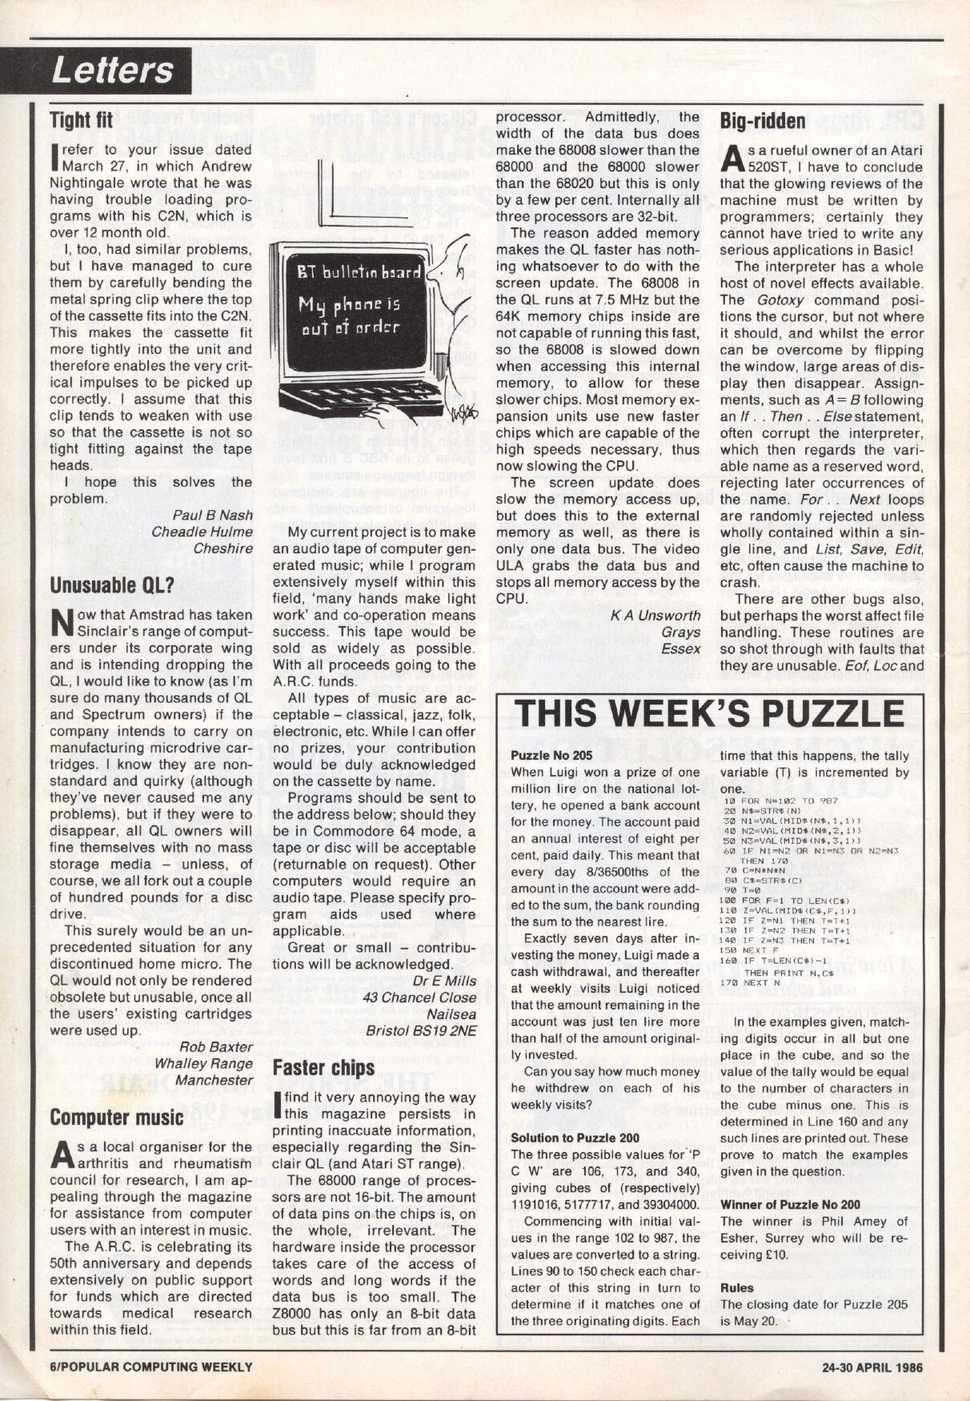 Letters
Tight fit
I refer to your issue dated
March 27, in which Andrew
Nightingale wrote that he was
having trouble loading pro-
grams with his C2N, which is
over 12 month old.
I, too, had similar problems,
but I have managed to cure
them by carefully bending the
metal spring clip where the top
of the cassette fits into the C2N.
This makes the cassette fit
more tightly into the unit and
therefore enables the very crit-
ical impulses to be picked up
correctly. I assume that this
clip tends to weaken with use
so that the cassette is not so
tight fitting against the tape
heads.
I hope this solves the
problem.
Paul B Nash
Cheadle Hulme
Cheshire
Unusuable QL?
Now that Amstrad has taken
Sinclair's range of comput-
ers under its corporate wing
and is intending dropping the
QL, I would like to know (as I'm
sure do many thousands of QL
and Spectrum owners) if the
company intends to carry on
manufacturing microdrive car-
tridges. I know they are non-
standard and quirky (although
they've never caused me any
problems), but if they were to
disappear, all QL owners will
fine themselves with no mass
storage media – unless, of
course, we all fork out a couple
of hundred pounds for a disc
drive.
This surely would be an un-
precedented situation for any
discontinued home micro. The
QL would not only be rendered
obsolete but unusable, once all
the users' existing cartridges
were used up.
Rob Baxter
Whalley Range
Manchester
Computer music
As a local organiser for the
arthritis and rheumatism
council for research, I am ap-
pealing through the magazine
for assistance from computer
users with an interest in music.
The A.R.C. is celebrating its
50th anniversary and depends
extensively on public support
for funds which are directed
towards medical research
within this field.
BT bulletin board
My phone is
out of order
My current project is to make
an audio tape of computer gen-
erated music; while I program
extensively myself within this
field, 'many hands make light
work' and co-operation means
success. This tape would be
sold as widely as possible.
With all proceeds going to the
A.R.C. funds.
All types of music are ac-
ceptable – classical, jazz, folk,
electronic, etc. While I can offer
no prizes, your contribution
would be duly acknowledged
on the cassette by name.
Programs should be sent to
the address below; should they
be in Commodore 64 mode, a
tape or disc will be acceptable
(returnable on request). Other
computers would require an
audio tape. Please specify pro-
gram aids used where
applicable.
Great or small – contribu-
tions will be acknowledged.
Dr E Mills
43 Chancel Close
Nailsea
Bristol BS19 2NE
Faster chips
I find it very annoying the way
this magazine persists in
printing inaccuate information,
especially regarding the Sin-
clair QL (and Atari ST range).
The 68000 range of proces-
sors are not 16-bit. The amount
of data pins on the chips is, on
the whole, irrelevant. The
hardware inside the processor
takes care of the access of
words and long words if the
data bus is too small. The
Z8000 has only an 8-bit data
bus but this is far from an 8-bit
processor. Admittedly, the
width of the data bus does
make the 68008 slower than the
68000 and the 68000 slower
than the 68020 but this is only
by a few per cent. Internally all
three processors are 32-bit.
The reason added memory
makes the QL faster has noth-
ing whatsoever to do with the
screen update. The 68008 in
the QL runs at 7.5 MHz but the
64K memory chips inside are
not capable of running this fast,
so the 68008 is slowed down
when accessing this internal
memory, to allow for these
slower chips. Most memory ex-
pansion units use new faster
chips which are capable of the
high speeds necessary, thus
now slowing the CPU.
The screen update does
slow the memory access up,
but does this to the external
memory as well, as there is
only one data bus. The video
ULA grabs the data bus and
stops all memory access by the
CPU.
K A Unsworth
Grays
Essex
Big-ridden
As a rueful owner of an Atari
520ST, I have to conclude
that the glowing reviews of the
machine must be written by
programmers; certainly they
cannot have tried to write any
serious applications in Basic!
The interpreter has a whole
host of novel effects available.
The Gotoxy command posi-
tions the cursor, but not where
it should, and whilst the error
can be overcome by flipping
the window, large areas of dis-
play then disappear. Assign-
ments, such as A=B following
an If . . Then . . Else statement,
often corrupt the interpreter,
which then regards the vari-
able name as a reserved word,
rejecting later occurrences of
the name. For . . Next loops
are randomly rejected unless
wholly contained within a sin-
gle line, and List, Save, Edit,
etc, often cause the machine to
crash.
There are other bugs also,
but perhaps the worst affect file
handling. These routines are
so shot through with faults that
they are unusable. Eof, Loc and
THIS WEEK'S PUZZLE
Puzzle No 205
When Luigi won a prize of one
million lire on the national lot-
tery, he opened a bank account
for the money. The account paid
an annual interest of eight per
cent, paid daily. This meant that
every day 8/36500ths of the
amount in the account were add-
ed to the sum, the bank rounding
the sum to the nearest lire.
Exactly seven days after in-
vesting the money, Luigi made a
cash withdrawal, and thereafter
at weekly visits Luigi noticed
that the amount remaining in the
account was just ten lire more
than half of the amount original-
ly invested.
Can you say how much money
he withdrew on each of his
weekly visits?
Solution to Puzzle 200
The three possible values for 'P
C W' are 106, 173, and 340,
giving cubes of (respectively)
1191016, 5177717, and 39304000.
Commencing with initial val-
ues in the range 102 to 987, the
values are converted to a string.
Lines 90 to 150 check each char-
acter of this string in turn to
determine if it matches one of
the three originating digits. Each
time that this happens, the tally
variable (T) is incremented by
one.
10 FOR N=102 TO 987
20 N$=STR$(N)
30 N1=VAL(MID$(N$,1,1))
40 N2=VAL(MID$(N$,2,1))
50 N3=VAL(MID$(N$,3,1))
60 IF N1=N2 OR N1=N3 OR N2=N3
THEN 170
70 C=N*N*N
80 C$=STR$(C)
90 T=0
100 FOR F=1 TO LEN(C$)
110 Z=VAL(MID$(C$,F,1))
120 IF Z=N1 THEN T=T+1
130 IF Z=N2 THEN T=T+1
140 IF Z=N3 THEN T=T+1
150 NEXT F
160 IF T=LEN(C$)-1
THEN PRINT N,C$
170 NEXT N
In the examples given, match-
ing digits occur in all but one
place in the cube, and so the
value of the tally would be equal
to the number of characters in
the cube minus one. This is
determined in Line 160 and any
such lines are printed out. These
prove to match the examples
given in the question.
Winner of Puzzle No 200
The winner is Phil Amey of
Esher, Surrey who will be re-
ceiving £10.
Rules
The closing date for Puzzle 205
is May 20.
6/POPULAR COMPUTING WEEKLY
24-30 APRIL 1986